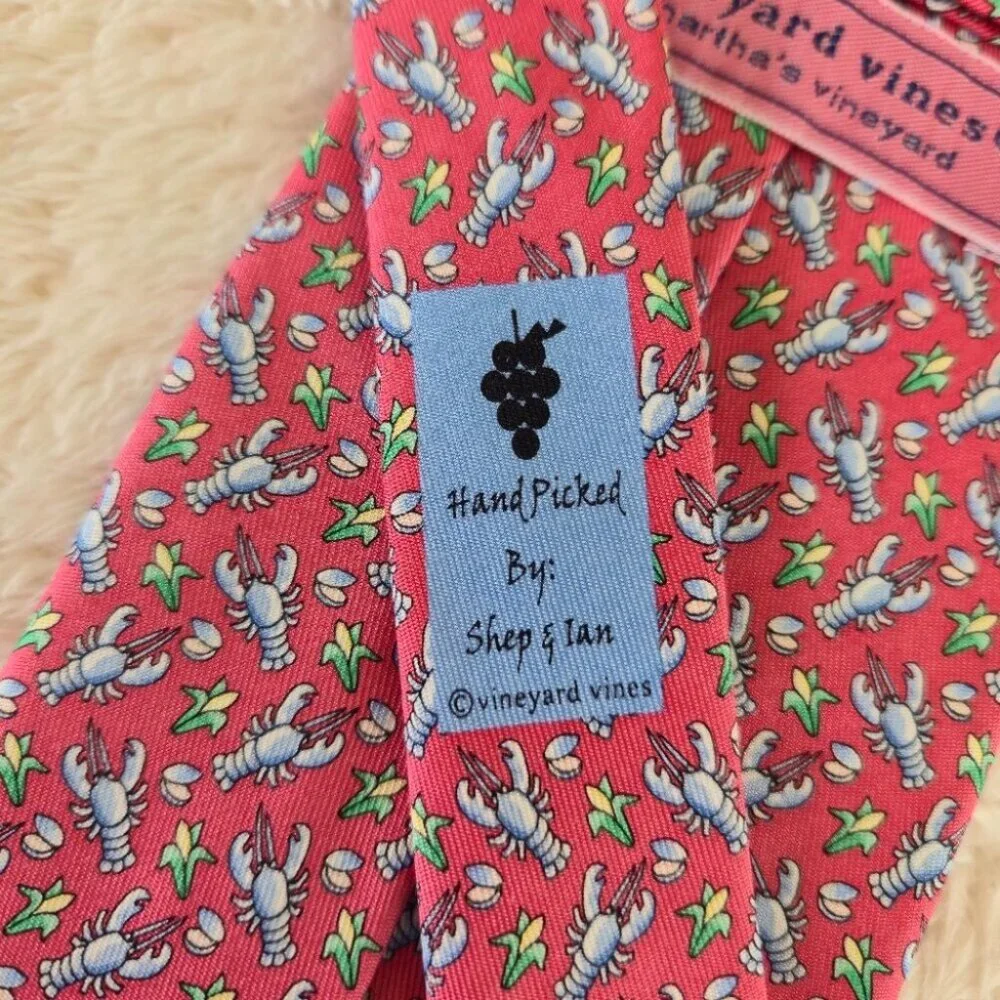 yard vines
artha's vineyard
Hand Picked
By:
Shep & Ian
©vineyard vines